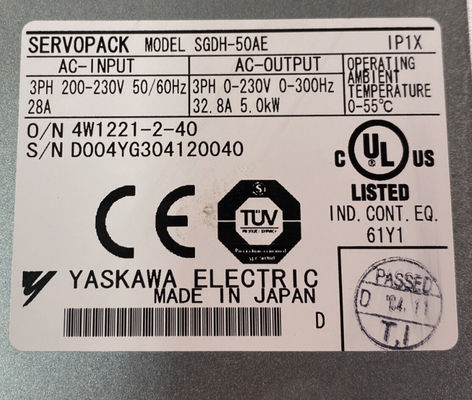 SERVOPACK MODEL SGDH-50AE IP1X
AC-INPUT AC-OUTPUT OPERATING AMBIENT TEMPERATURE 0-55℃
3PH 200-230V 50/60Hz 3PH 0-230V 0-300Hz
28A 32.8A 5.0kW
O/N 4W1221-2-40
S/N D004YG304120040
C UL US
LISTED
IND. CONT. EQ.
61Y1
CE
TÜV
YASKAWA ELECTRIC
MADE IN JAPAN
D
PASSED
D '04.11
T.I